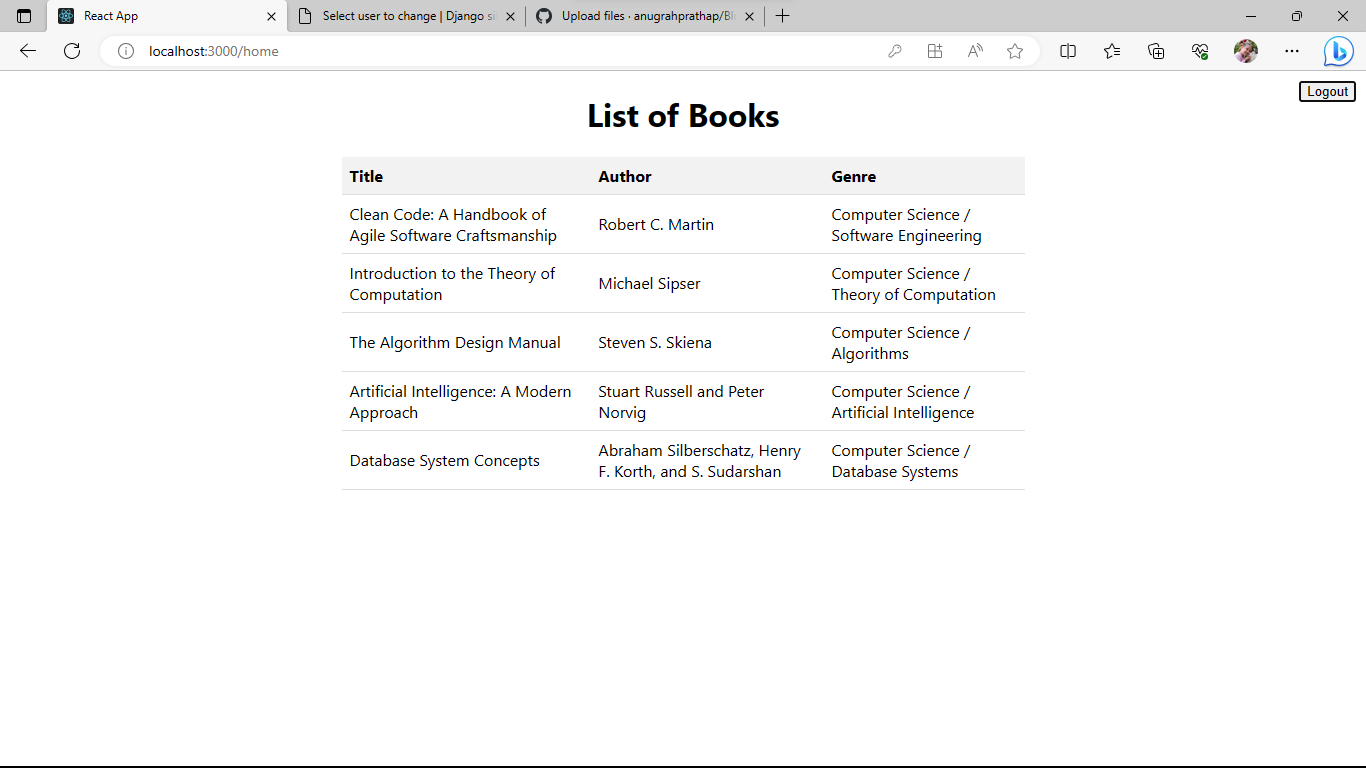 React App
Select user to change | Django si
Upload files · anugrahprathap/Bl
localhost:3000/home
Logout
List of Books
Title Author Genre
Clean Code: A Handbook of
Agile Software Craftsmanship
Robert C. Martin
Computer Science /
Software Engineering
Introduction to the Theory of
Computation
Michael Sipser
Computer Science /
Theory of Computation
The Algorithm Design Manual
Steven S. Skiena
Computer Science /
Algorithms
Artificial Intelligence: A Modern
Approach
Stuart Russell and Peter
Norvig
Computer Science /
Artificial Intelligence
Database System Concepts
Abraham Silberschatz, Henry
F. Korth, and S. Sudarshan
Computer Science /
Database Systems